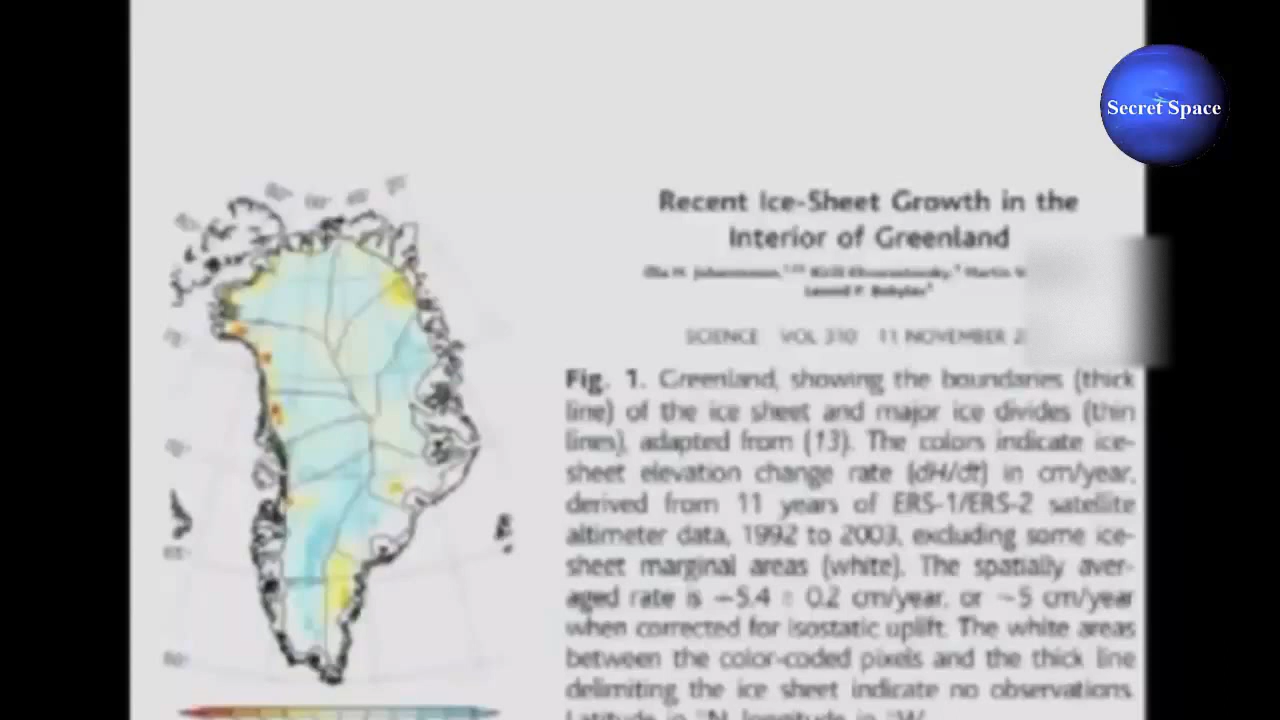 Secret Space
Recent Ice-Sheet Growth in the
Interior of Greenland
SCIENCE VOL 310 11 NOVEMBER
Fig. 1. Greenland, showing the boundaries (thick
line) of the ice sheet and major ice divides (thin
lines), adapted from (13). The colors indicate ice-
sheet elevation change rate (dH/dt) in cm/year,
derived from 11 years of ERS-1/ERS-2 satellite
altimeter data, 1992 to 2003, excluding some ice-
sheet marginal areas (white). The spatially aver-
aged rate is 5.4 ± 0.2 cm/year, or ~5 cm/year
when corrected for isostatic uplift. The white areas
between the color-coded pixels and the thick line
delimiting the ice sheet indicate no observations.
Latitude in °N, longitude in °W.